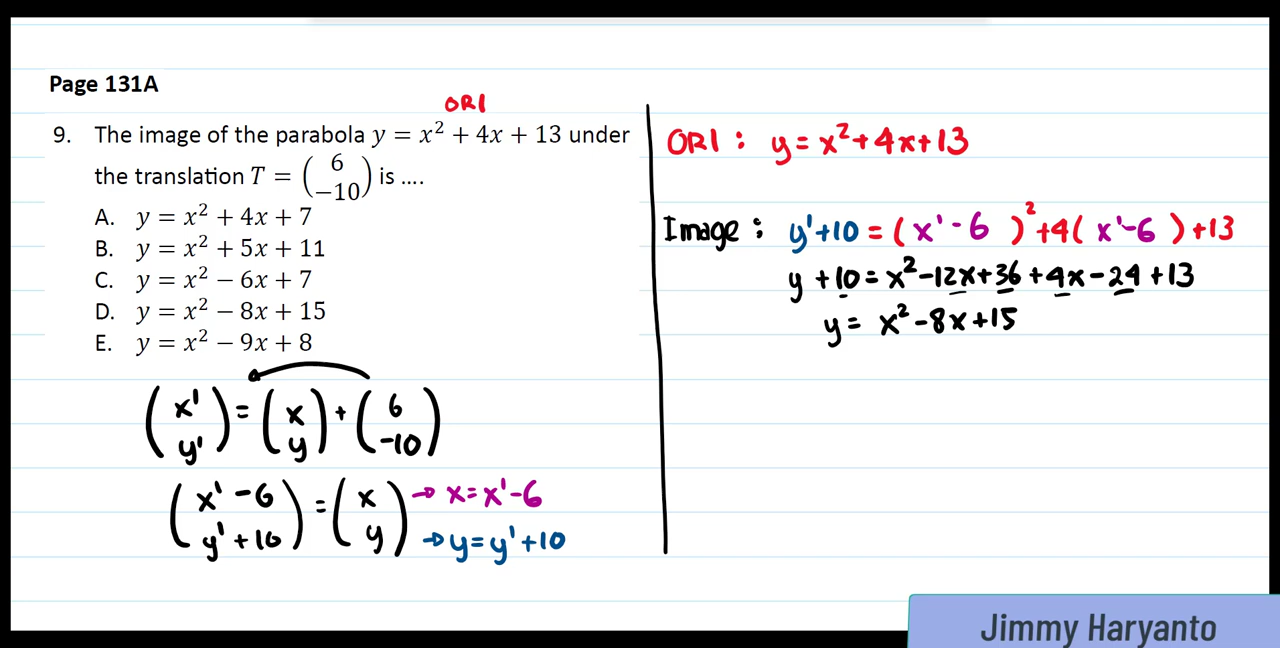 Page 131A
ORI
9. The image of the parabola y = x² + 4x + 13 under
the translation T = (6 −10) is ….
A. y = x² + 4x + 7
B. y = x² + 5x + 11
C. y = x² − 6x + 7
D. y = x² − 8x + 15
E. y = x² − 9x + 8
(x' y') = (x y) + (6 -10)
(x' -6 y' +10) = (x y) → x = x' - 6
→ y = y' + 10
ORI : y = x² + 4x + 13
Image : y' + 10 = (x' - 6 )² + 4( x' - 6 ) + 13
y + 10 = x² - 12x + 36 + 4x - 24 + 13
y = x² - 8x + 15
Jimmy Haryanto